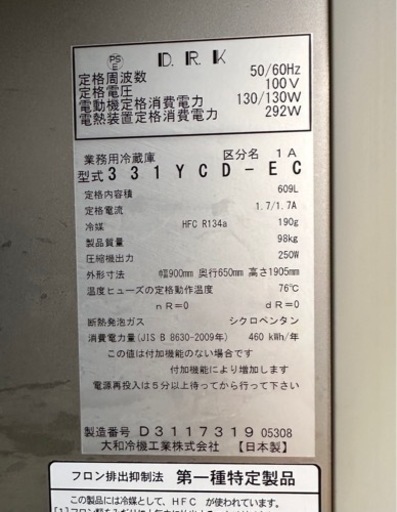 PS
E
D.R.K
定格周波数 50/60Hz
定格電圧 100V
電動機定格消費電力 130/130W
電熱装置定格消費電力 292W
業務用冷蔵庫 区分名 1A
型式331YCD-EC
定格内容積 609L
定格電流 1.7/1.7A
冷媒 HFC R134a 190g
製品質量 98kg
圧縮機出力 250W
外形寸法 幅900mm 奥行650mm 高さ1905mm
温度ヒューズの定格動作温度 76℃
nR=0 dR=0
断熱発泡ガス シクロペンタン
消費電力量(JIS B 8630-2009年) 460 kWh/年
この値は付加機能のない場合です
付加機能により増加します
電源再投入は5分以上待ってから行って下さい
製造番号 D3117319 05308
大和冷機工業株式会社 【日本製】
フロン排出抑制法 第一種特定製品
この製品には冷媒として、HFC が使われています。